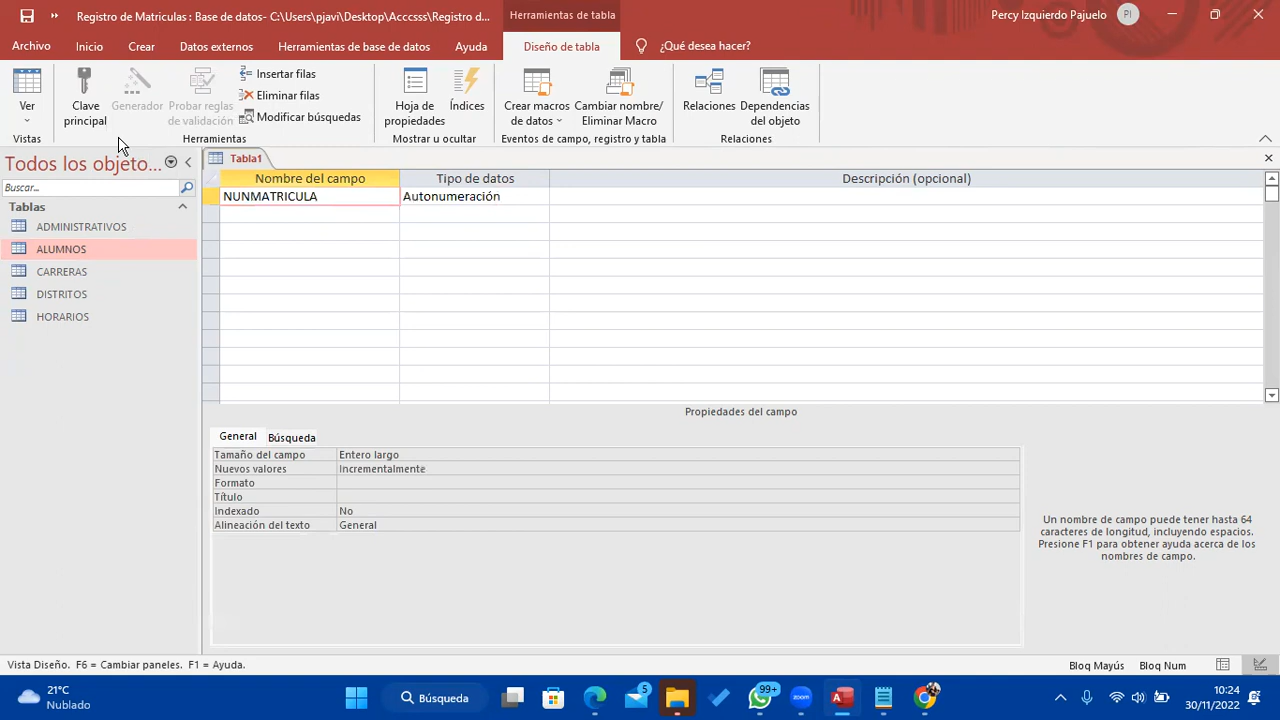 Registro de Matriculas : Base de datos- C:\Users\pjavi\Desktop\Acccsss\Registro d...
Herramientas de tabla
Percy Izquierdo Pajuelo
PI
Archivo
Inicio
Crear
Datos externos
Herramientas de base de datos
Ayuda
Diseño de tabla
¿Qué desea hacer?
Ver
Clave principal
Generador
Probar reglas de validación
Insertar filas
Eliminar filas
Modificar búsquedas
Hoja de propiedades
Índices
Crear macros de datos
Cambiar nombre/ Eliminar Macro
Relaciones
Dependencias del objeto
Vistas
Herramientas
Mostrar u ocultar
Eventos de campo, registro y tabla
Relaciones
Todos los objeto...
Buscar...
Tablas
ADMINISTRATIVOS
ALUMNOS
CARRERAS
DISTRITOS
HORARIOS
Tabla1
Nombre del campo
Tipo de datos
Descripción (opcional)
NUNMATRICULA
Autonumeración
Propiedades del campo
General
Búsqueda
Tamaño del campo
Entero largo
Nuevos valores
Incrementalmente
Formato
Título
Indexado
No
Alineación del texto
General
Un nombre de campo puede tener hasta 64
caracteres de longitud, incluyendo espacios.
Presione F1 para obtener ayuda acerca de los
nombres de campo.
Vista Diseño. F6 = Cambiar paneles. F1 = Ayuda.
Bloq Mayús
Bloq Num
21°C
Nublado
Búsqueda
5
99+
10:24
30/11/2022